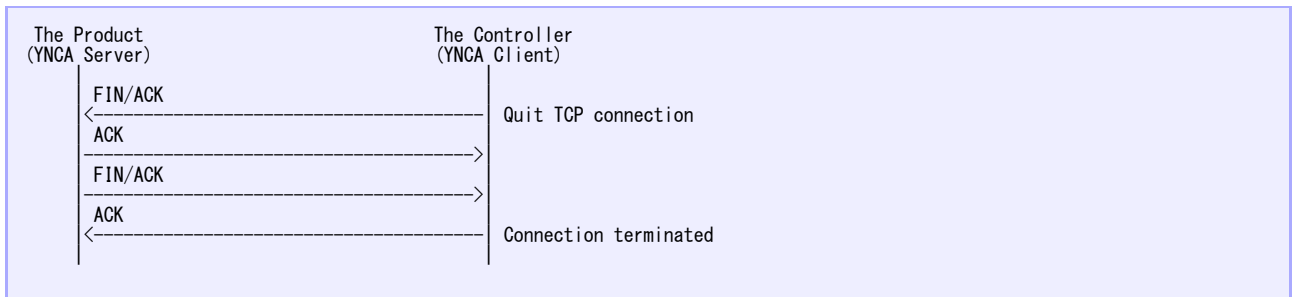 The Product The Controller
(YNCA Server) (YNCA Client)
FIN/ACK
Quit TCP connection
ACK
FIN/ACK
ACK
Connection terminated